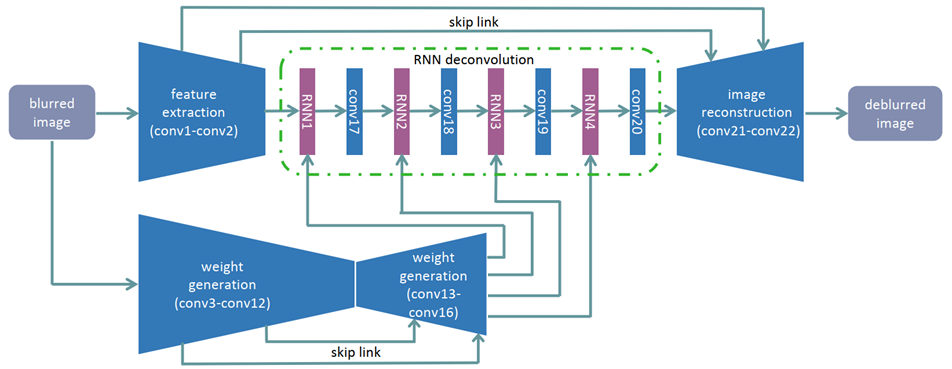 skip link
RNN deconvolution
blurred
image
feature
extraction
(conv1-conv2)
RNN1
conv17
RNN2
conv18
RNN3
conv19
RNN4
conv20
image
reconstruction
(conv21-conv22)
deblurred
image
weight
generation
(conv3-conv12)
weight
generation
(conv13-
conv16)
skip link